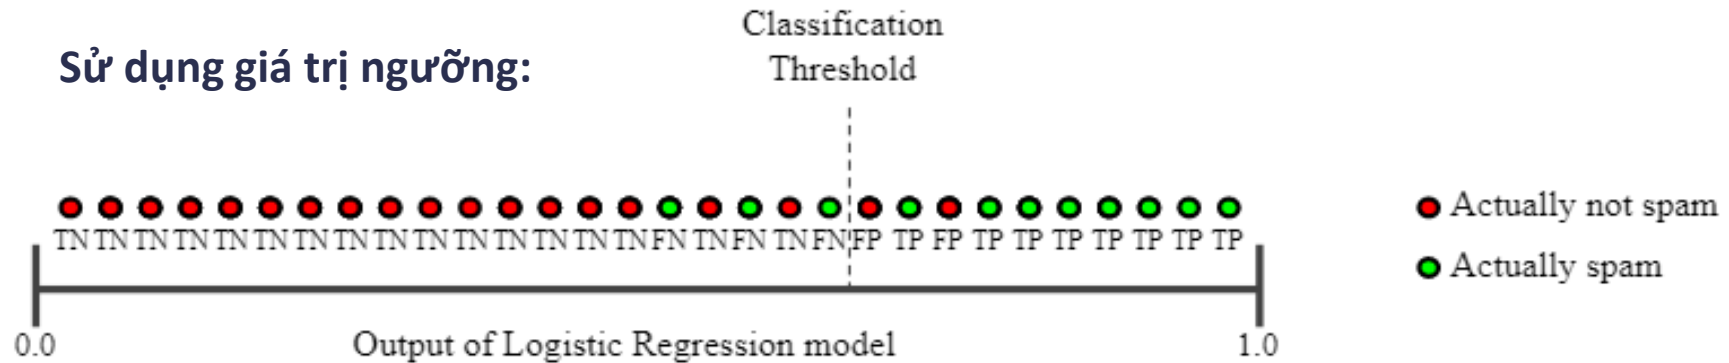 Classification
Threshold
Sử dụng giá trị ngưỡng:
TN TN TN TN TN TN TN TN TN TN TN TN TN TN TN FN TN FN TN FN FP TP FP TP TP TP TP TP TP TP
Actually not spam
Actually spam
0.0 Output of Logistic Regression model 1.0